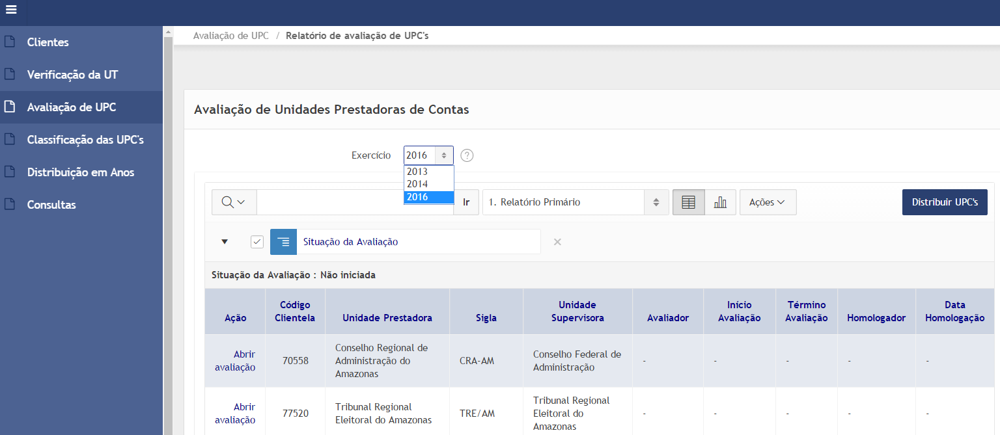 Clientes
Verificação da UT
Avaliação de UPC
Classificação das UPC's
Distribuição em Anos
Consultas
Avaliação de UPC / Relatório de avaliação de UPC's
Avaliação de Unidades Prestadoras de Contas
Exercício 2016 ?
2013
2014
2016
Ir 1. Relatório Primário Ações Distribuir UPC's
Situação da Avaliação
Situação da Avaliação : Não iniciada
Ação Código Clientela Unidade Prestadora Sigla Unidade Supervisora Avaliador Início Avaliação Término Avaliação Homologador Data Homologação
Abrir avaliação 70558 Conselho Regional de Administração do Amazonas CRA-AM Conselho Federal de Administração - - - - -
Abrir avaliação 77520 Tribunal Regional Eleitoral do Amazonas TRE/AM Tribunal Regional Eleitoral do Amazonas - - - - -